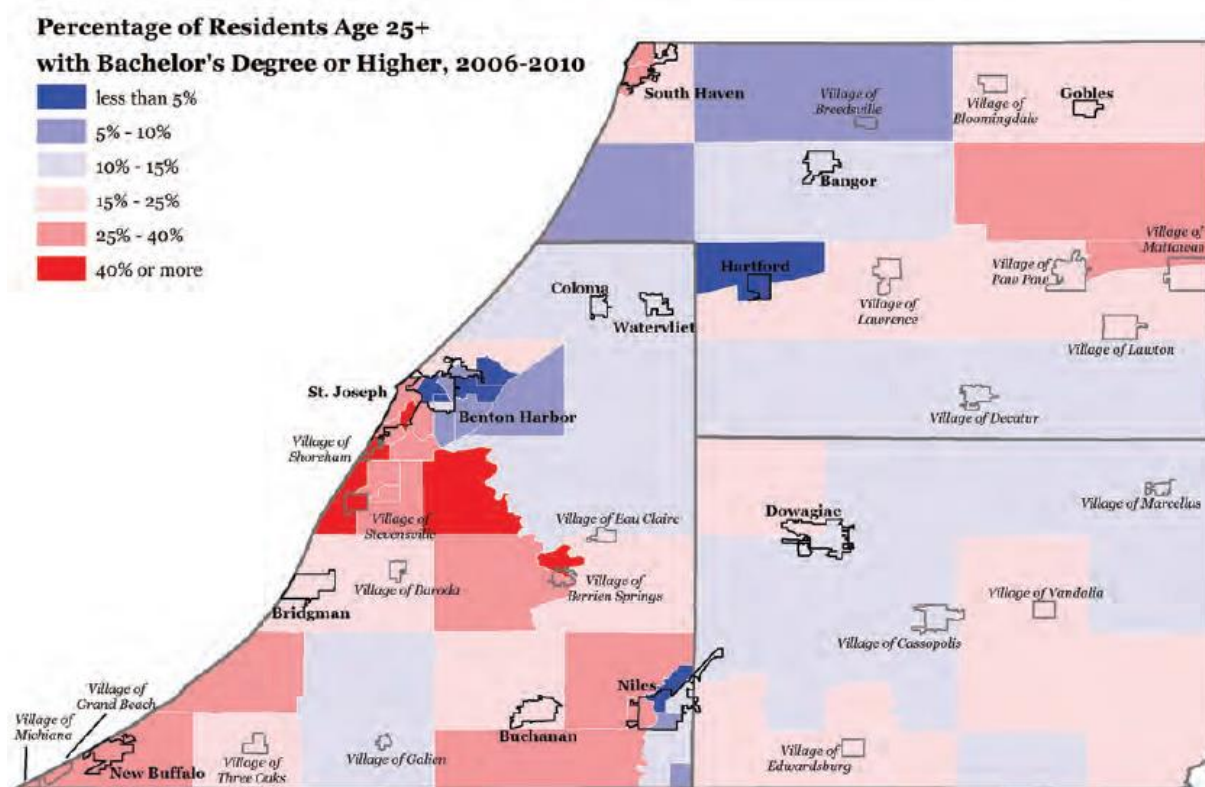 Percentage of Residents Age 25+
with Bachelor's Degree or Higher, 2006-2010
less than 5%
5% - 10%
10% - 15%
15% - 25%
25% - 40%
40% or more
South Haven
Village of
Breedsville
Village of
Bloomingdale
Gobles
Bangor
Village of
Mattawan
Hartford
Village of
Paw Paw
Village of
Lawrence
Coloma
Watervliet
Village of Lawton
St. Joseph
Benton Harbor
Village of Decatur
Village of
Shoreham
Village of
Stevensville
Village of Eau Claire
Dowagiac
Village of Marcellus
Village of Baroda
Village of
Berrien Springs
Bridgman
Village of Vandalia
Village of Cassopolis
Village of
Grand Beach
Village of
Michiana
Niles
Buchanan
New Buffalo
Village of
Three Oaks
Village of Galien
Village of
Edwardsburg